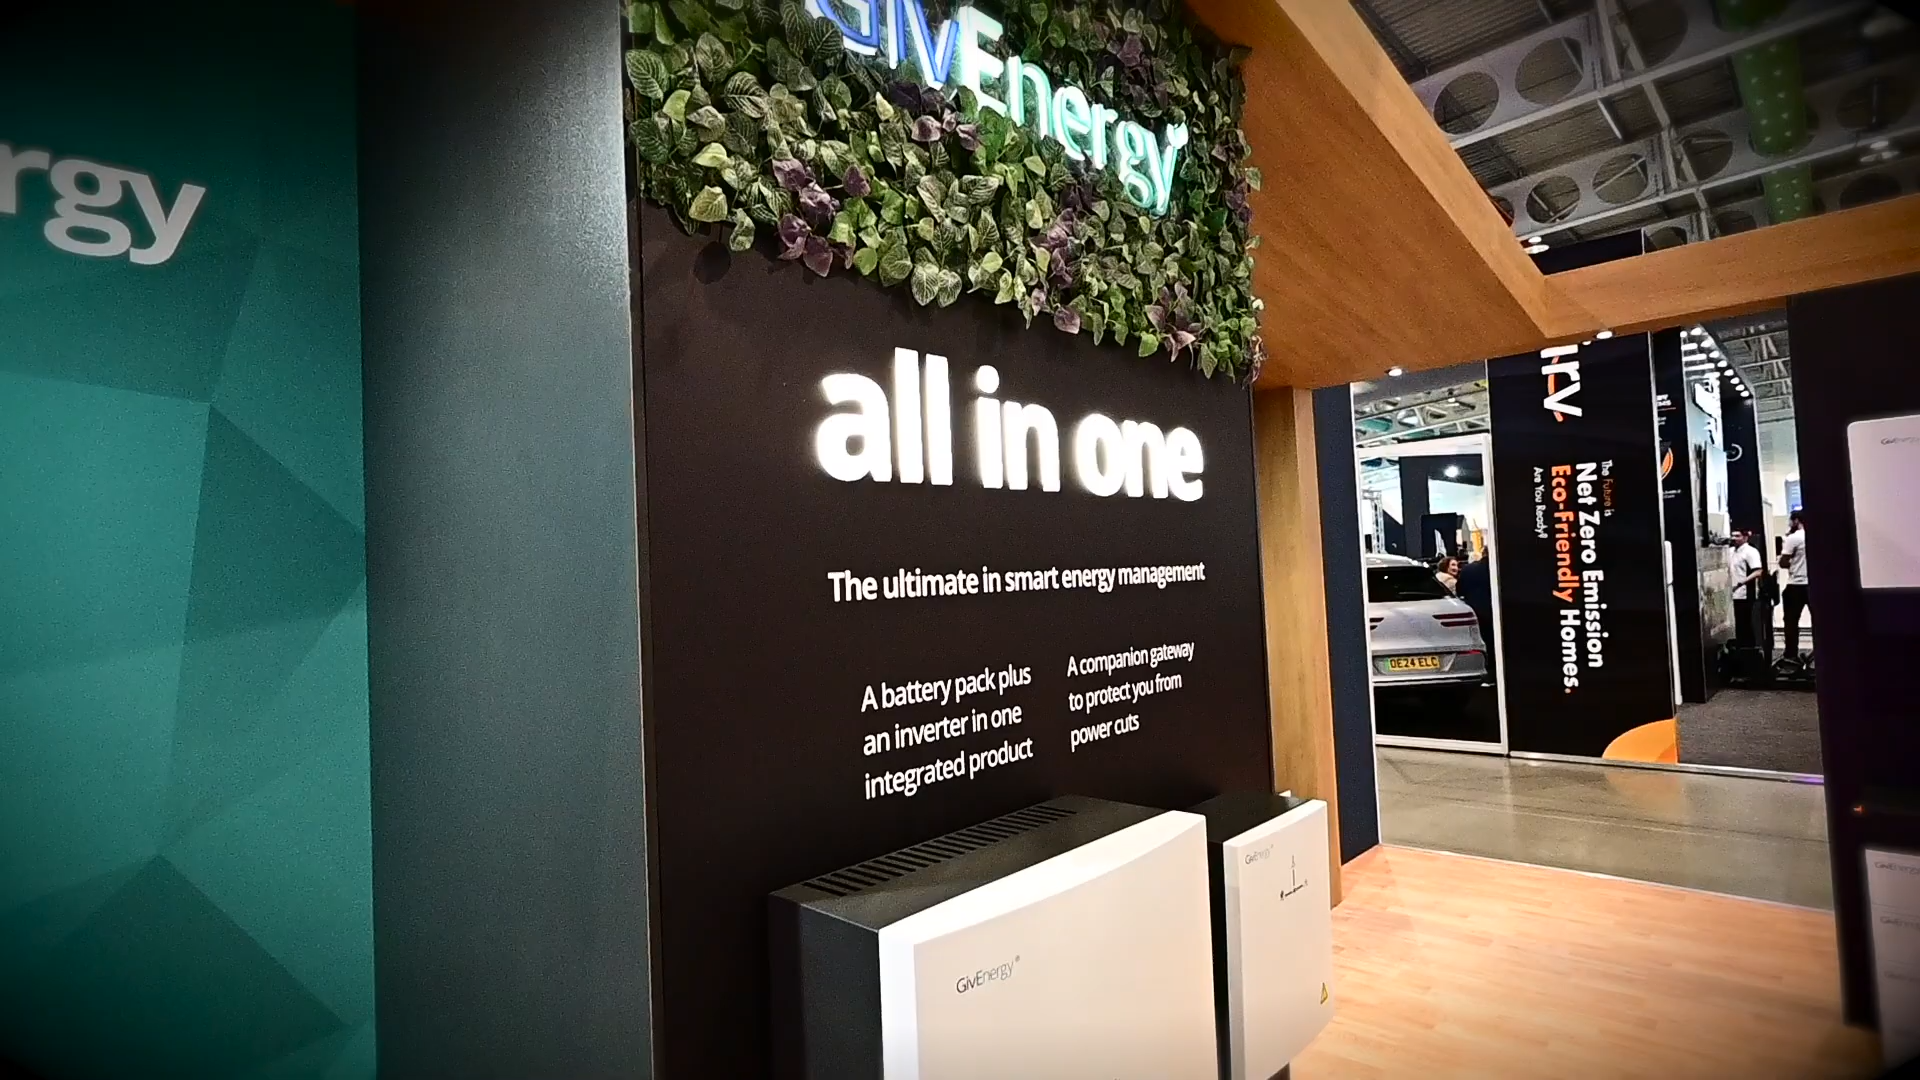 rgy
GivEnergy
all in one
The ultimate in smart energy management
A battery pack plus
an inverter in one
integrated product
A companion gateway
to protect you from
power cuts
GivEnergy
GivEnergy
The Future is
Net Zero Emission
Eco-Friendly Homes.
Are You Ready?
OE24 ELC
GivEnergy
GivEnergy